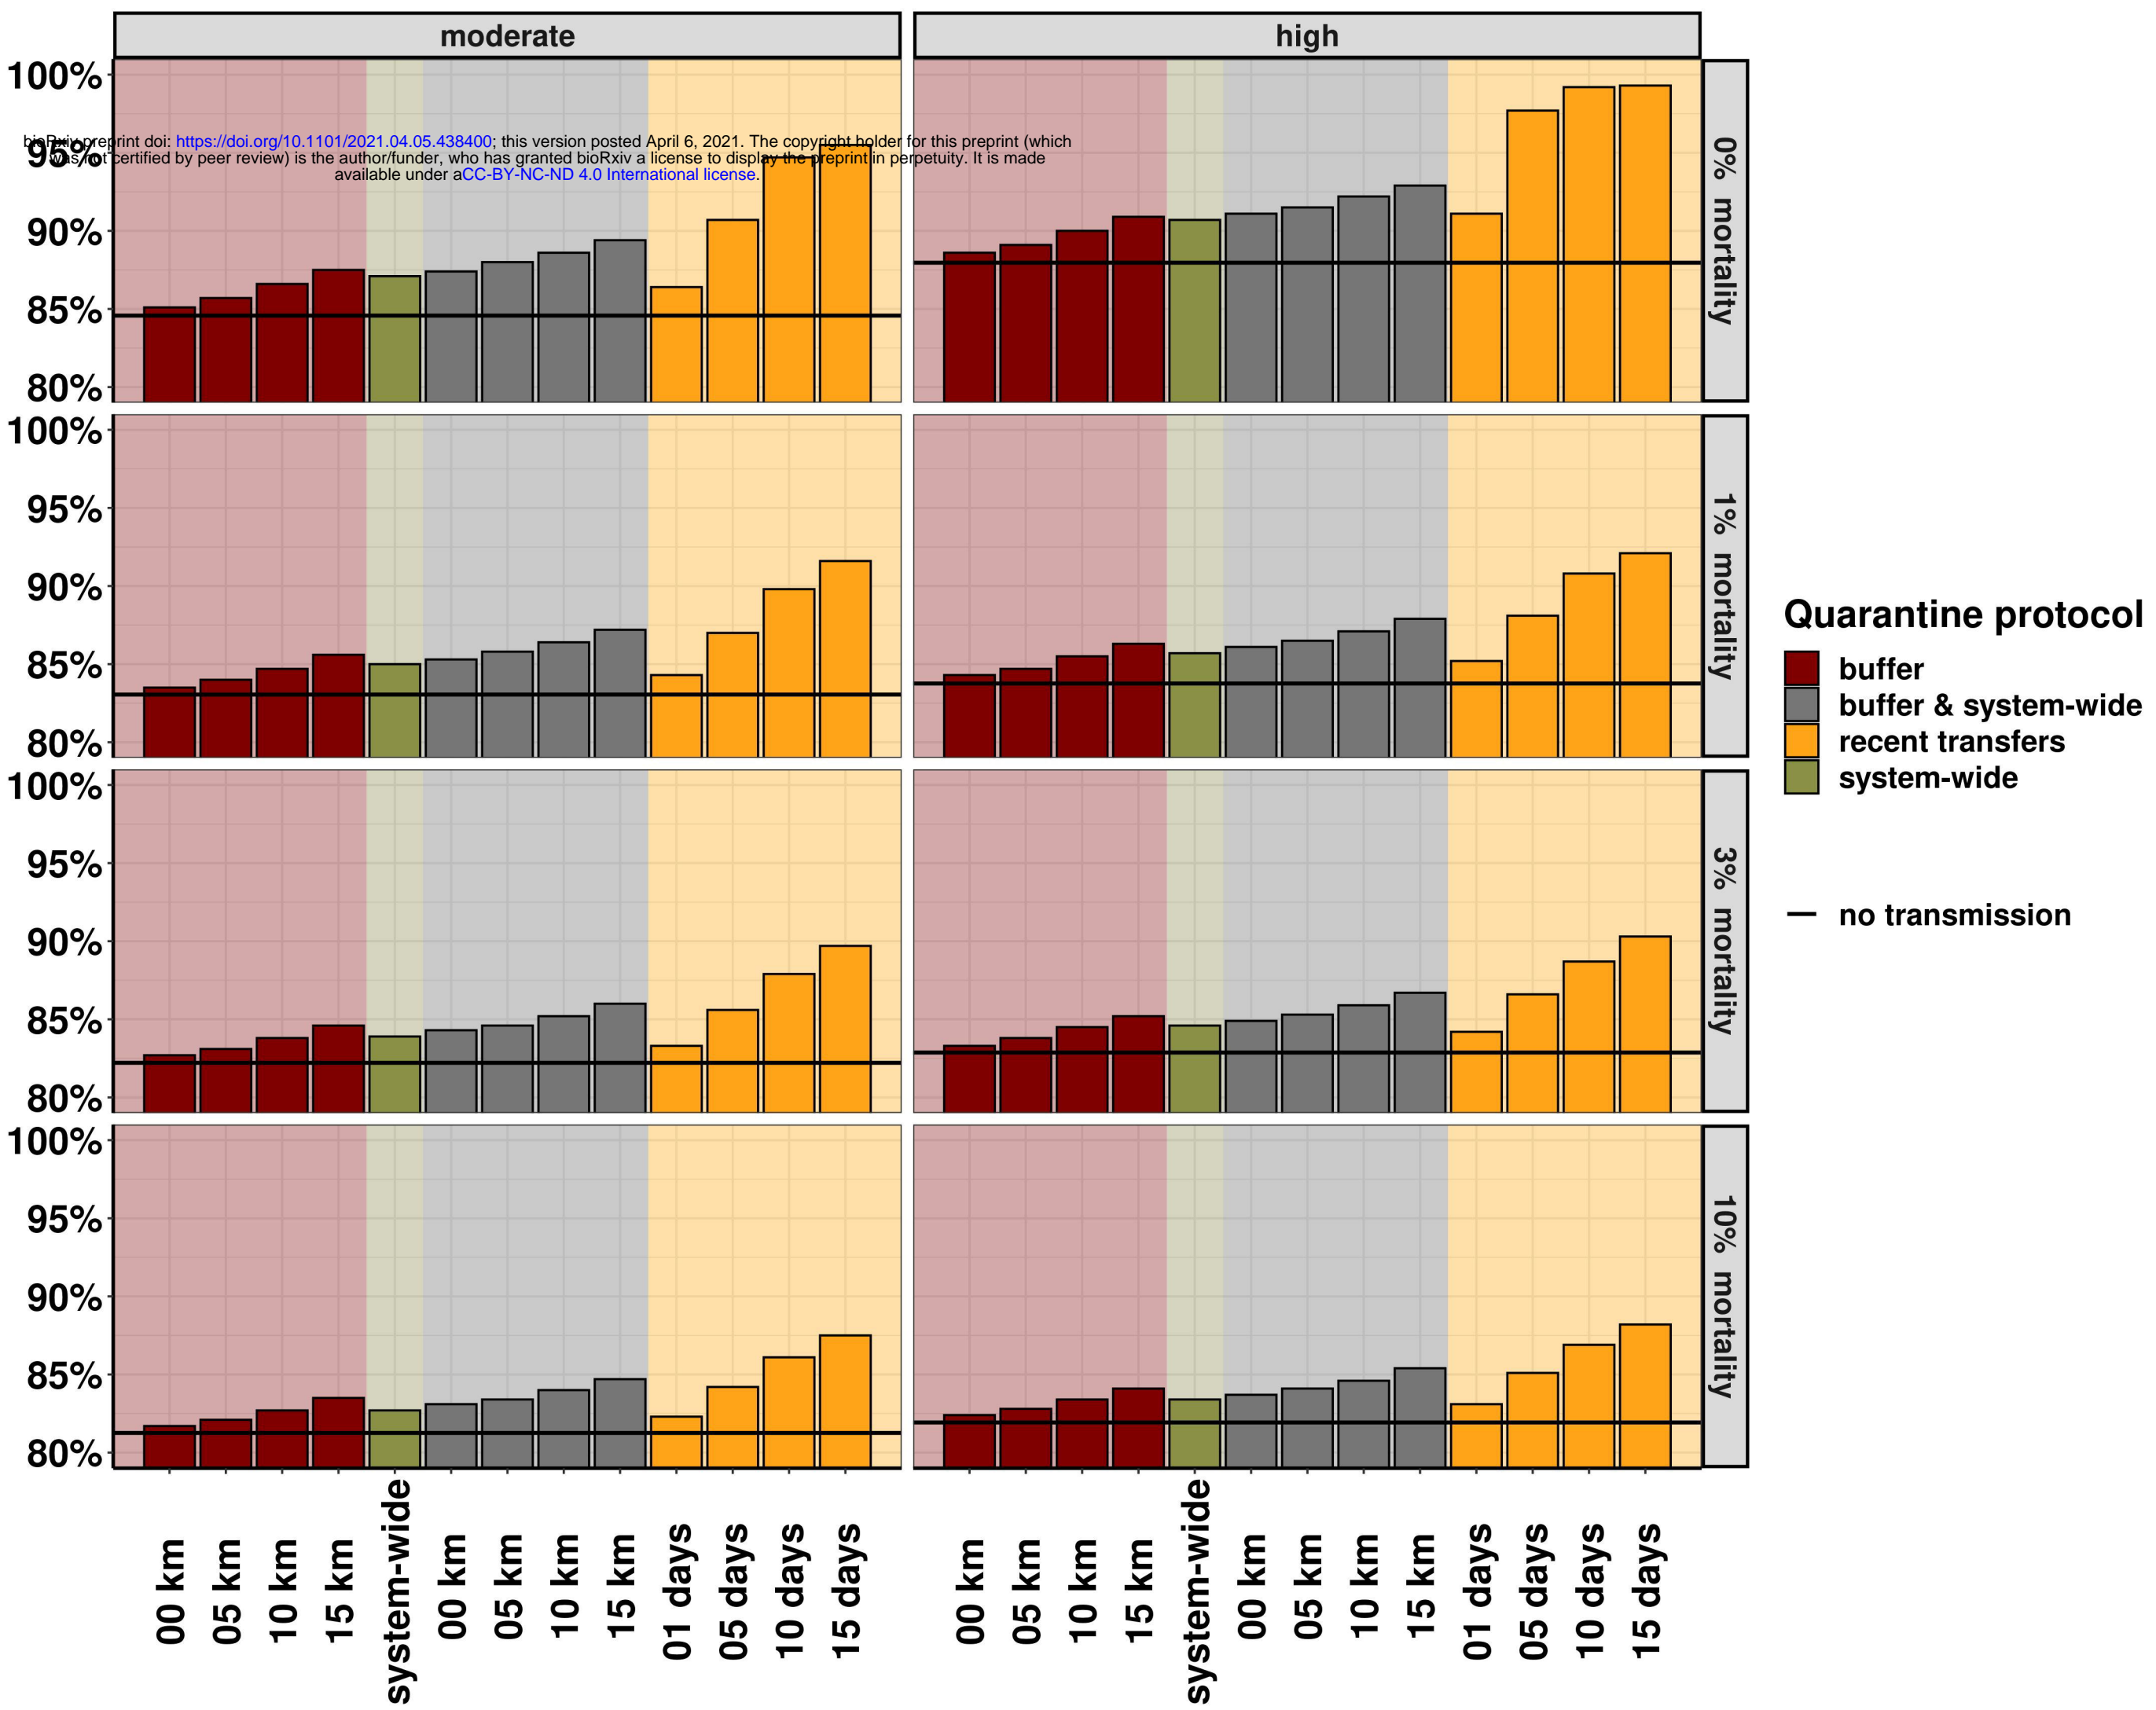 moderate
high
100%
95%
90%
85%
80%
0% mortality
bioRxiv preprint doi: https://doi.org/10.1101/2021.04.05.438400; this version posted April 6, 2021. The copyright holder for this preprint (which
was not certified by peer review) is the author/funder, who has granted bioRxiv a license to display the preprint in perpetuity. It is made
available under aCC-BY-NC-ND 4.0 International license.
100%
95%
90%
85%
80%
1% mortality
100%
95%
90%
85%
80%
3% mortality
100%
95%
90%
85%
80%
10% mortality
00 km
05 km
10 km
15 km
system-wide
00 km
05 km
10 km
15 km
01 days
05 days
10 days
15 days
00 km
05 km
10 km
15 km
system-wide
00 km
05 km
10 km
15 km
01 days
05 days
10 days
15 days
Quarantine protocol
buffer
buffer & system-wide
recent transfers
system-wide
no transmission